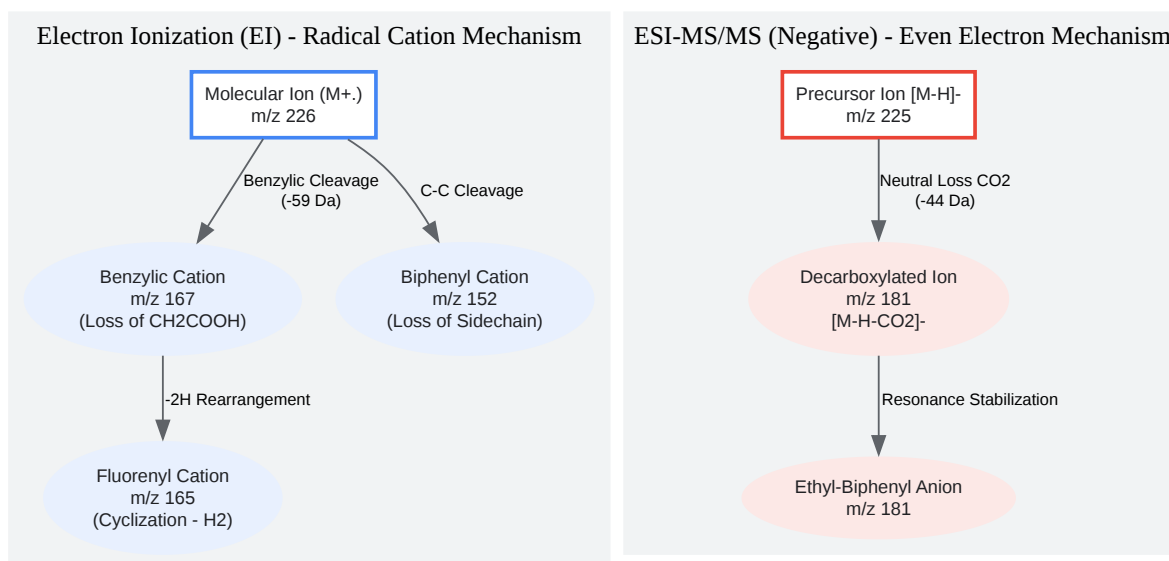 Electron Ionization (EI) - Radical Cation Mechanism
Molecular Ion (M+.)
m/z 226
Benzylic Cleavage
(-59 Da)
C-C Cleavage
Benzylic Cation
m/z 167
(Loss of CH2COOH)
Biphenyl Cation
m/z 152
(Loss of Sidechain)
-2H Rearrangement
Fluorenyl Cation
m/z 165
(Cyclization - H2)
ESI-MS/MS (Negative) - Even Electron Mechanism
Precursor Ion [M-H]-
m/z 225
Neutral Loss CO2
(-44 Da)
Decarboxylated Ion
m/z 181
[M-H-CO2]-
Resonance Stabilization
Ethyl-Biphenyl Anion
m/z 181